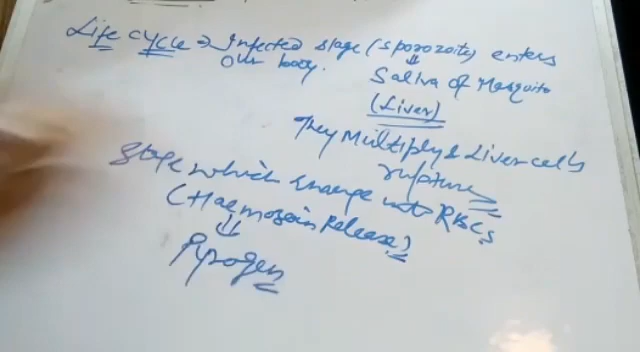 Life cycle → Infected stage (sporozoite) enters
our body.
Saliva of Mosquito
(Liver)
They Multiply & Liver cells
rupture
Stage which change into RBCs
(Haemozoin Release)
Pyrogen